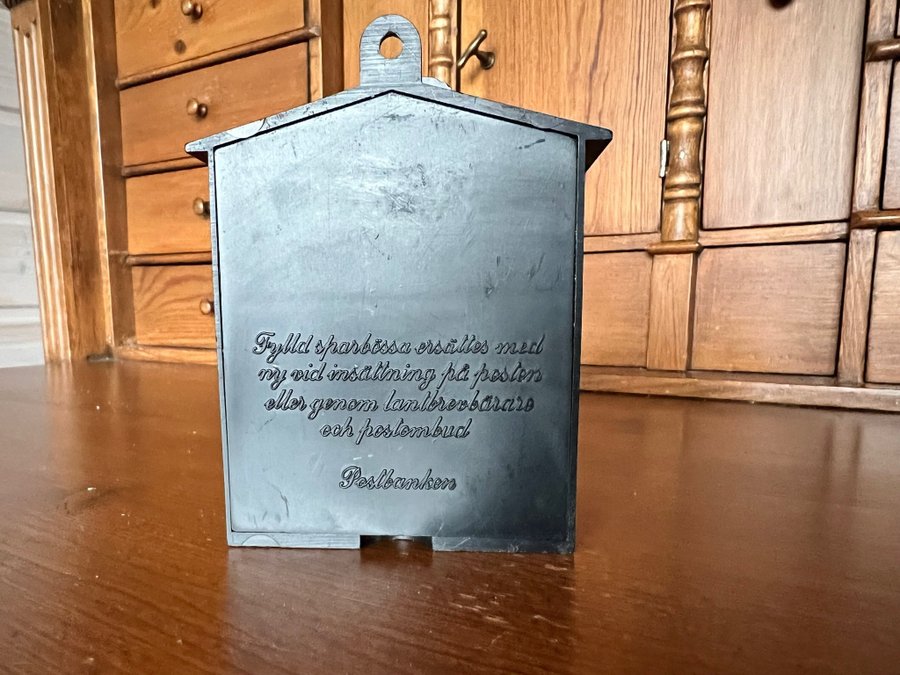 Fylld sparbössa ersättes med
ny vid insättning på posten
eller genom lantbrevbärare
och postombud
Postbanken